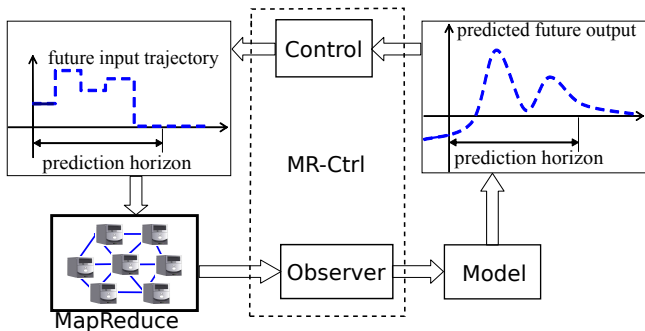 future input trajectory
prediction horizon
Control
predicted future output
prediction horizon
MR-Ctrl
MapReduce
Observer
Model